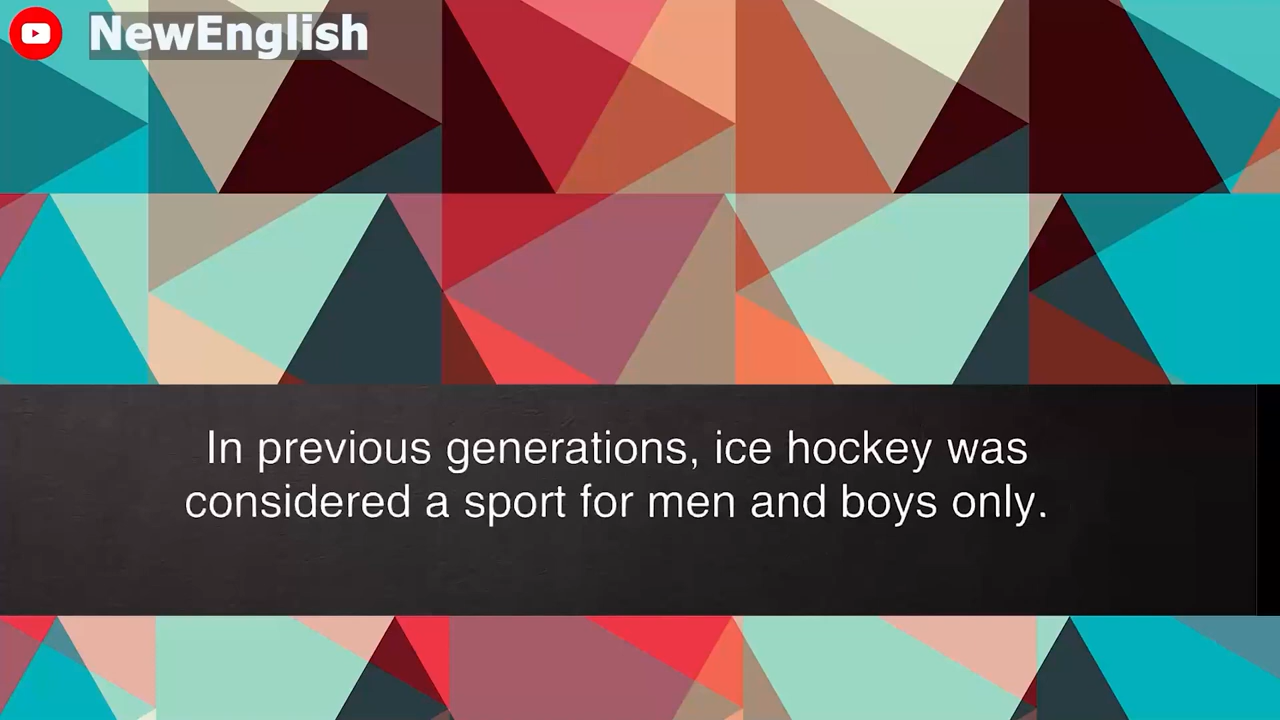 NewEnglish
In previous generations, ice hockey was
considered a sport for men and boys only.